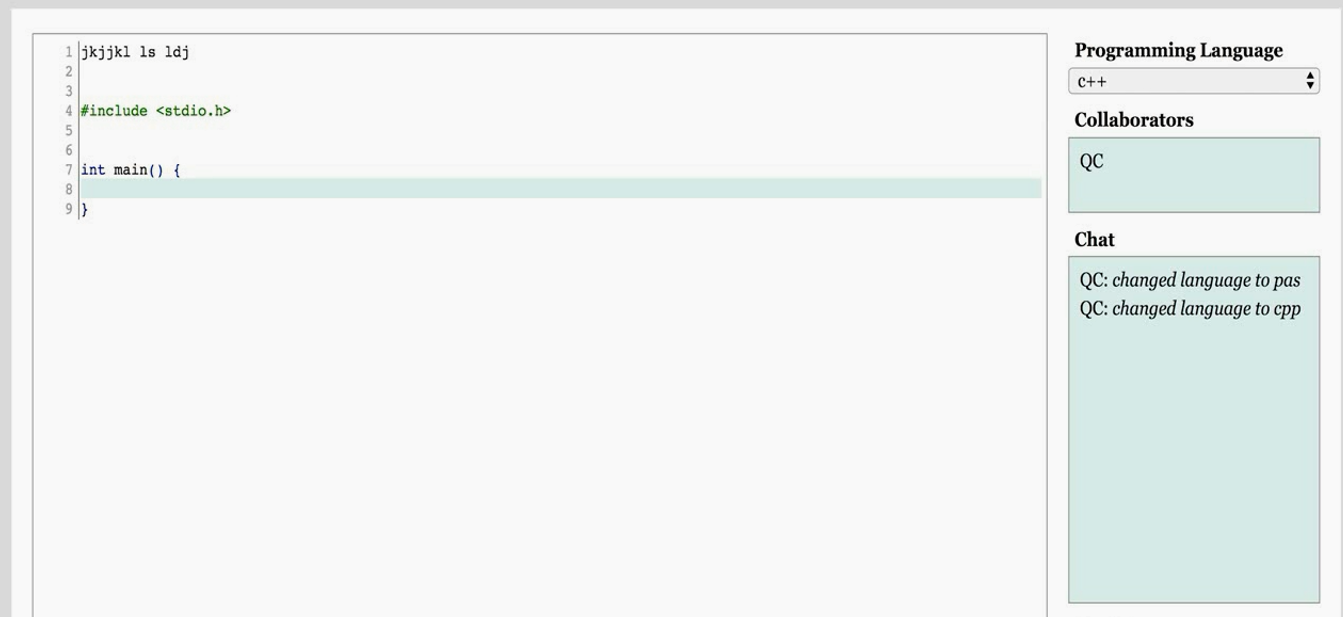 1 jkjjkl ls ldj
2
3
4 #include <stdio.h>
5
6
7 int main() {
8
9 }
Programming Language
c++
Collaborators
QC
Chat
QC: changed language to pas
QC: changed language to cpp